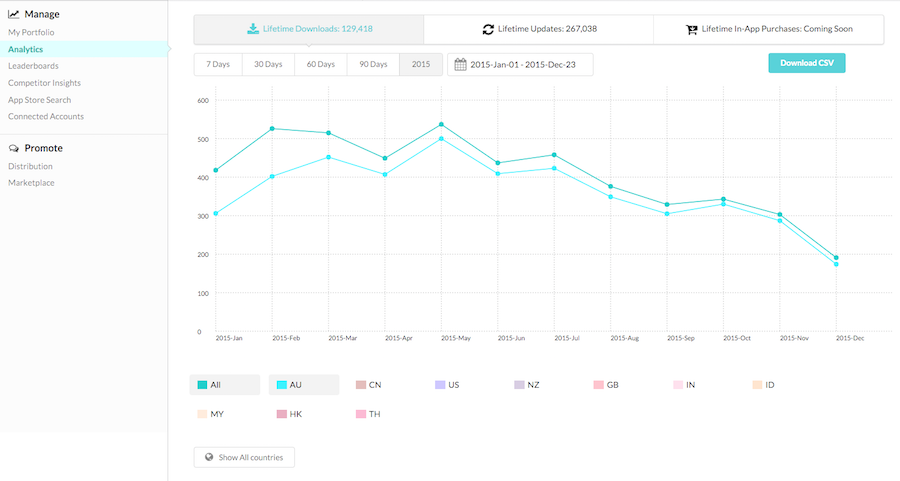 Manage
My Portfolio
Analytics
Leaderboards
Competitor Insights
App Store Search
Connected Accounts
Promote
Distribution
Marketplace
Lifetime Downloads: 129,418 Lifetime Updates: 267,038 Lifetime In-App Purchases: Coming Soon
7 Days 30 Days 60 Days 90 Days 2015 2015-Jan-01 - 2015-Dec-23 Download CSV
600
500
400
300
200
100
0
2015-Jan 2015-Feb 2015-Mar 2015-Apr 2015-May 2015-Jun 2015-Jul 2015-Aug 2015-Sep 2015-Oct 2015-Nov 2015-Dec
All AU CN US NZ GB IN ID
MY HK TH
Show All countries